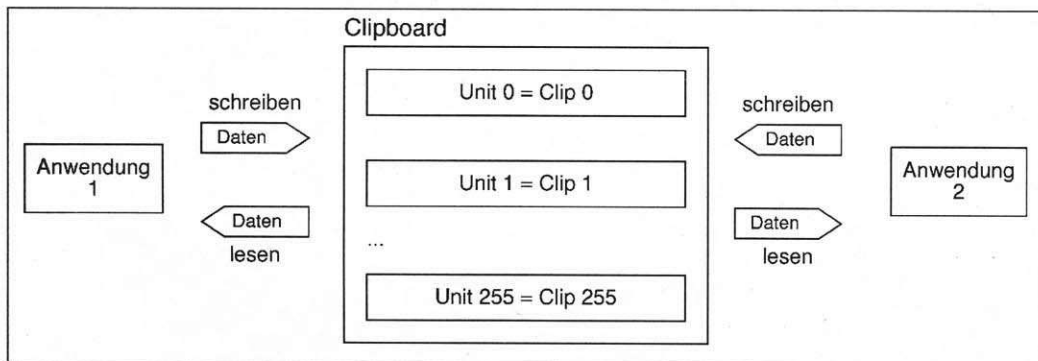 Clipboard
Unit 0 = Clip 0
schreiben
Daten
schreiben
Daten
Anwendung
1
Unit 1 = Clip 1
Anwendung
2
Daten
lesen
...
Daten
lesen
Unit 255 = Clip 255